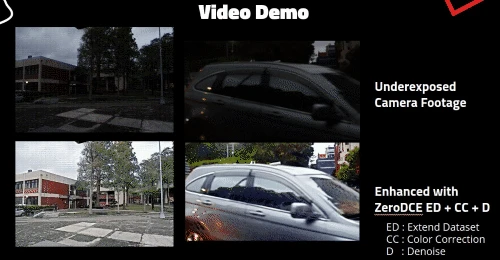 Video Demo
Underexposed
Camera Footage
Enhanced with
ZeroDCE ED + CC + D
ED : Extend Dataset
CC : Color Correction
D : Denoise